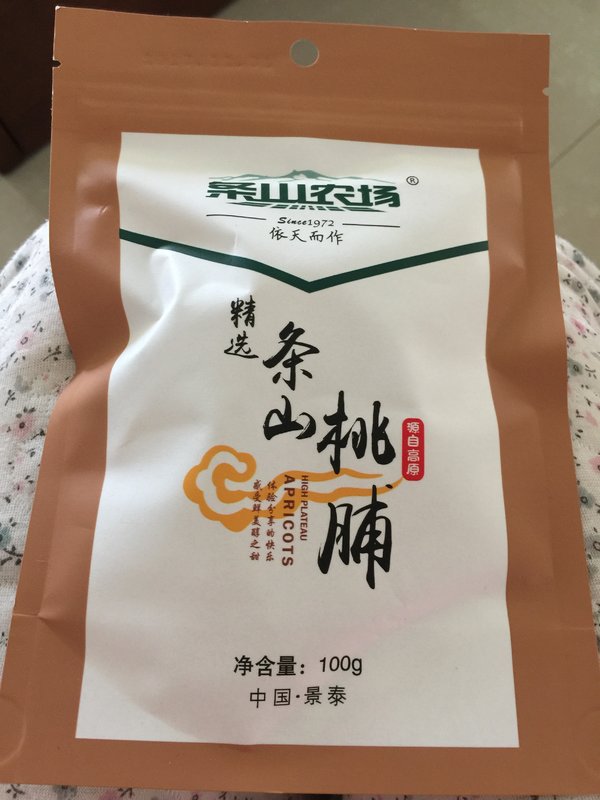 条山农场®
Since1972
依天而作
精选
条山
桃脯
源自高原
HIGH PLATEAU
APRICOTS
体验分享的快乐
感受鲜美醇之甜
净含量：100g
中国·景泰